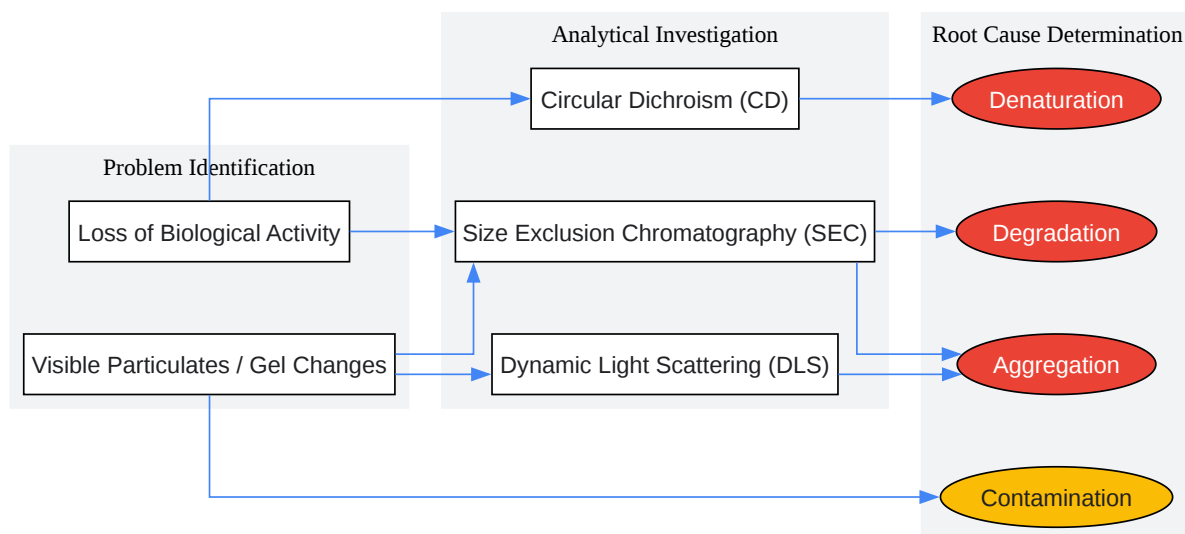 Analytical Investigation
Root Cause Determination
Circular Dichroism (CD)
Denaturation
Problem Identification
Loss of Biological Activity
Size Exclusion Chromatography (SEC)
Degradation
Visible Particulates / Gel Changes
Dynamic Light Scattering (DLS)
Aggregation
Contamination